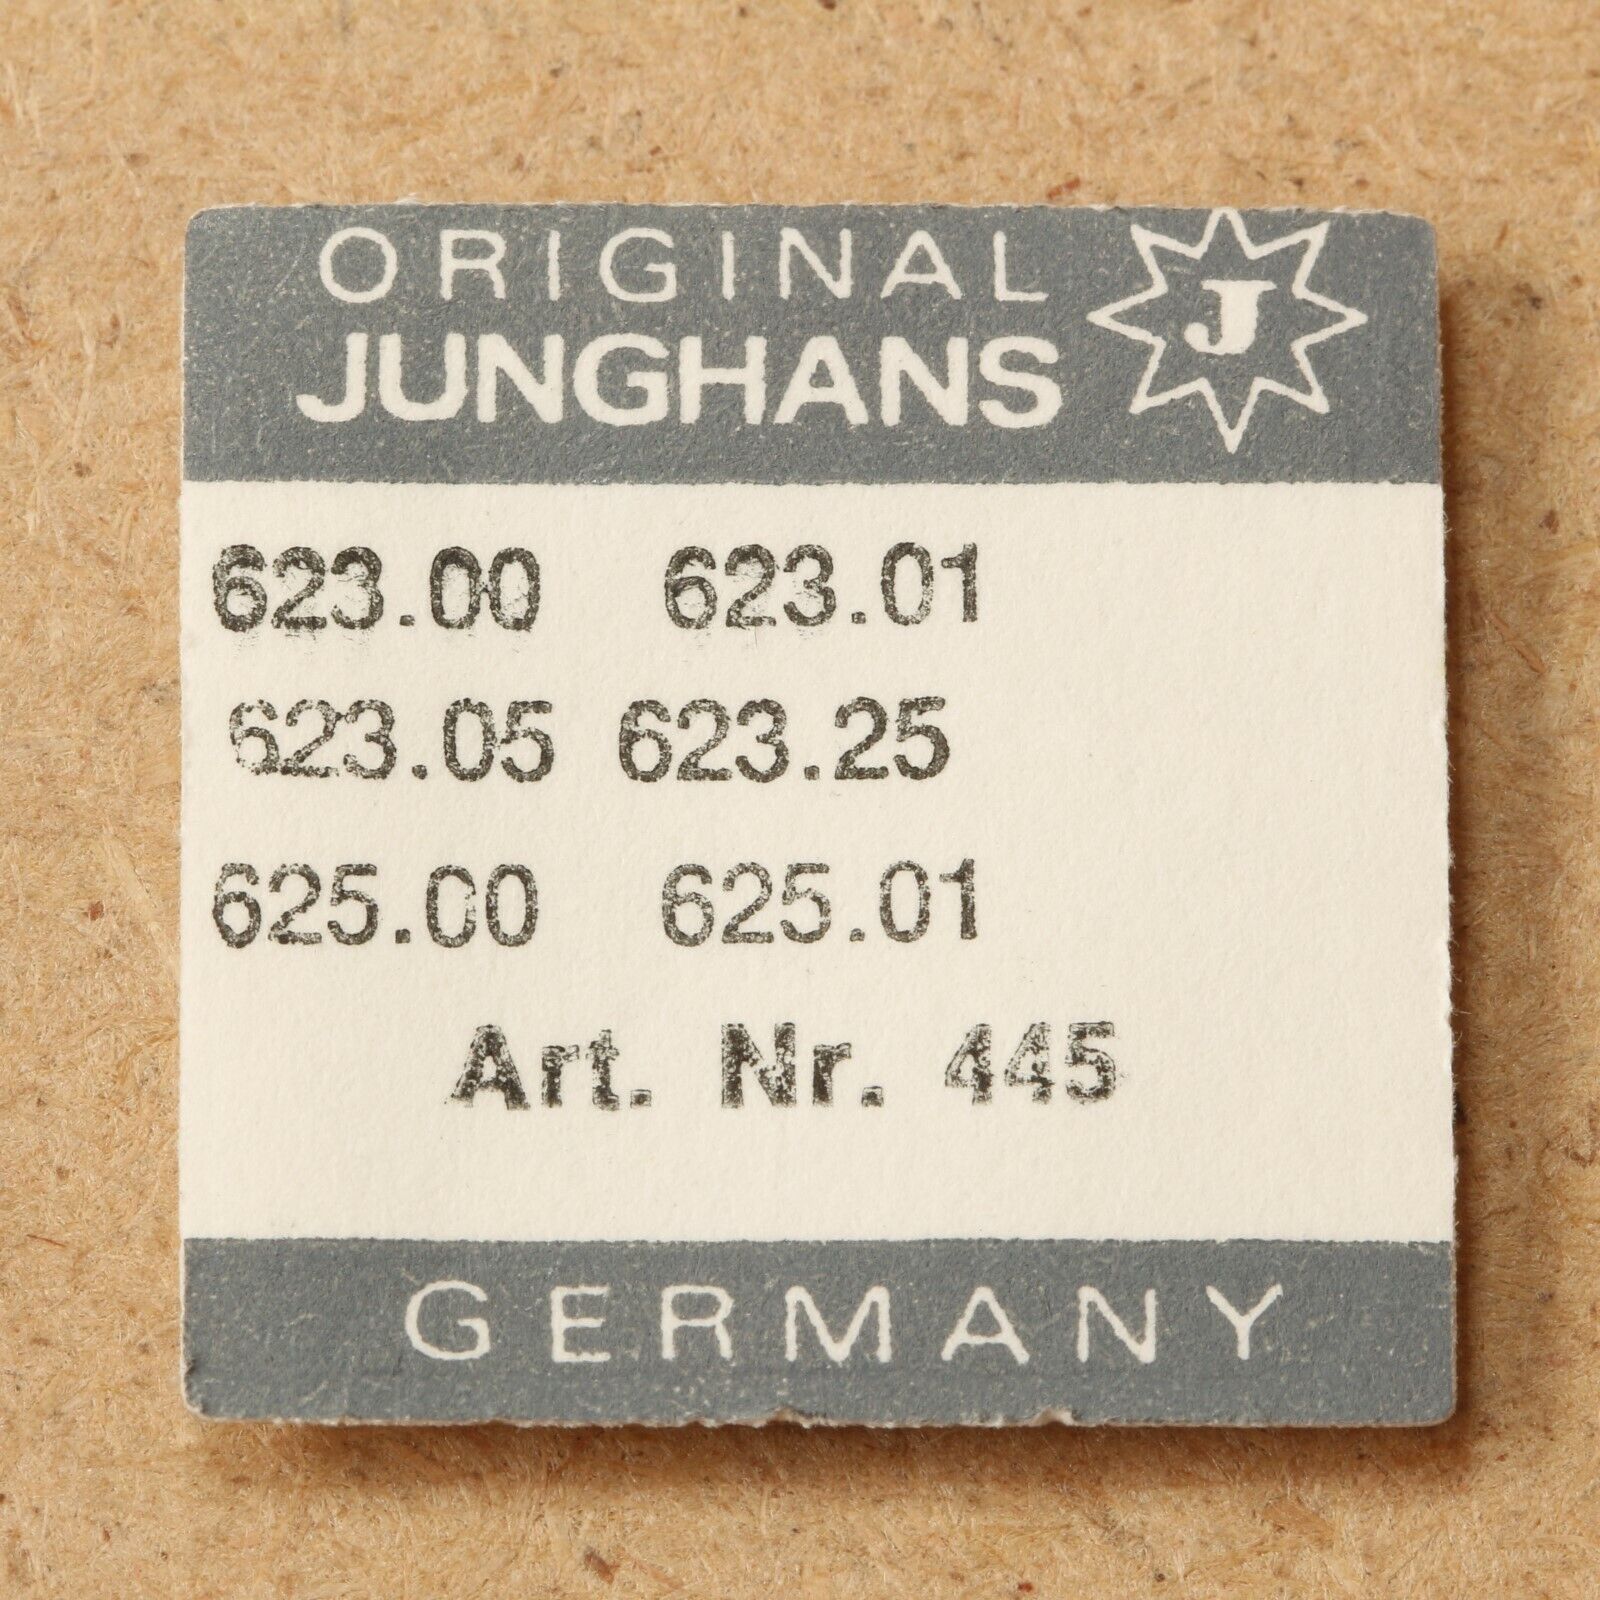 ORIGINAL
JUNGHANS
J
623.00 623.01
623.05 623.25
625.00 625.01
Art. Nr. 445
GERMANY